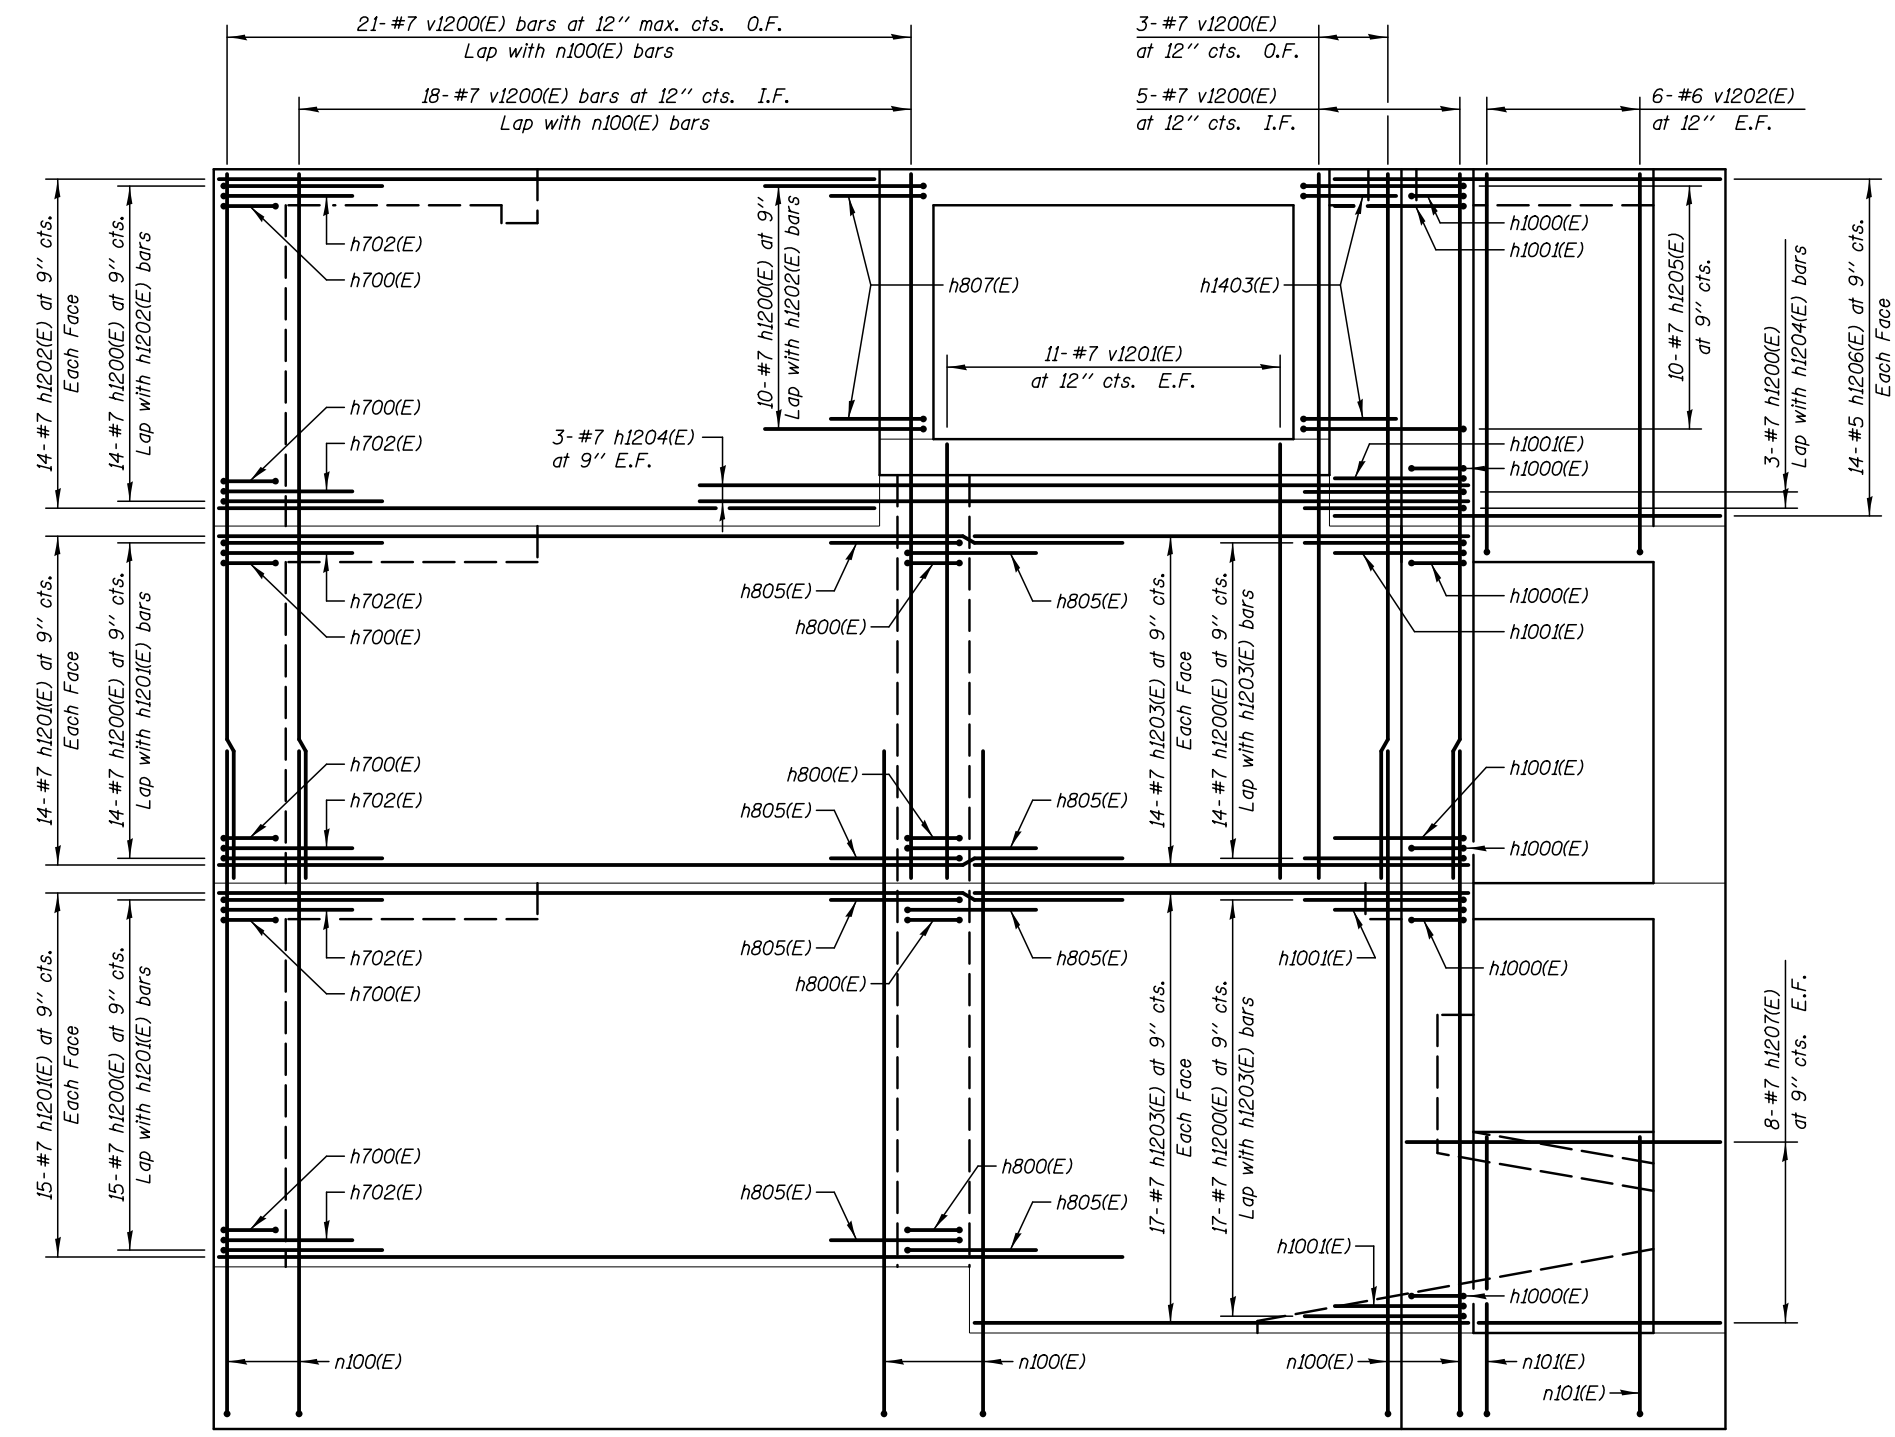 21-#7 v1200(E) bars at 12'' max. cts. O.F.
Lap with n100(E) bars
3-#7 v1200(E)
at 12'' cts. O.F.
18-#7 v1200(E) bars at 12'' cts. I.F.
Lap with n100(E) bars
5-#7 v1200(E)
at 12'' cts. I.F.
6-#6 v1202(E)
at 12'' E.F.
14-#7 h1202(E) at 9'' cts.
Each Face
14-#7 h1200(E) at 9'' cts.
Lap with h1202(E) bars
h702(E)
h700(E)
h700(E)
h702(E)
3-#7 h1204(E)
at 9'' E.F.
10-#7 h1200(E) at 9''
Lap with h1202(E) bars
h807(E)
h1403(E)
11-#7 v1201(E)
at 12'' cts. E.F.
h1000(E)
h1001(E)
h1001(E)
h1000(E)
10-#7 h1205(E)
at 9'' cts.
3-#7 h1200(E)
Lap with h1204(E) bars
14-#5 h1206(E) at 9'' cts.
Each Face
14-#7 h1201(E) at 9'' cts.
Each Face
14-#7 h1200(E) at 9'' cts.
Lap with h1201(E) bars
h702(E)
h700(E)
h700(E)
h702(E)
h805(E)
h800(E)
h805(E)
h800(E)
h805(E)
h805(E)
14-#7 h1203(E) at 9'' cts.
Each Face
14-#7 h1200(E) at 9'' cts.
Lap with h1203(E) bars
h1000(E)
h1001(E)
h1001(E)
h1000(E)
15-#7 h1201(E) at 9'' cts.
Each Face
15-#7 h1200(E) at 9'' cts.
Lap with h1201(E) bars
h702(E)
h700(E)
h700(E)
h702(E)
h805(E)
h800(E)
h805(E)
h805(E)
h800(E)
h805(E)
17-#7 h1203(E) at 9'' cts.
Each Face
17-#7 h1200(E) at 9'' cts.
Lap with h1203(E) bars
h1001(E)
h1000(E)
h1001(E)
h1000(E)
8-#7 h1207(E)
at 9'' cts. E.F.
n100(E)
n100(E)
n100(E)
n101(E)
n101(E)